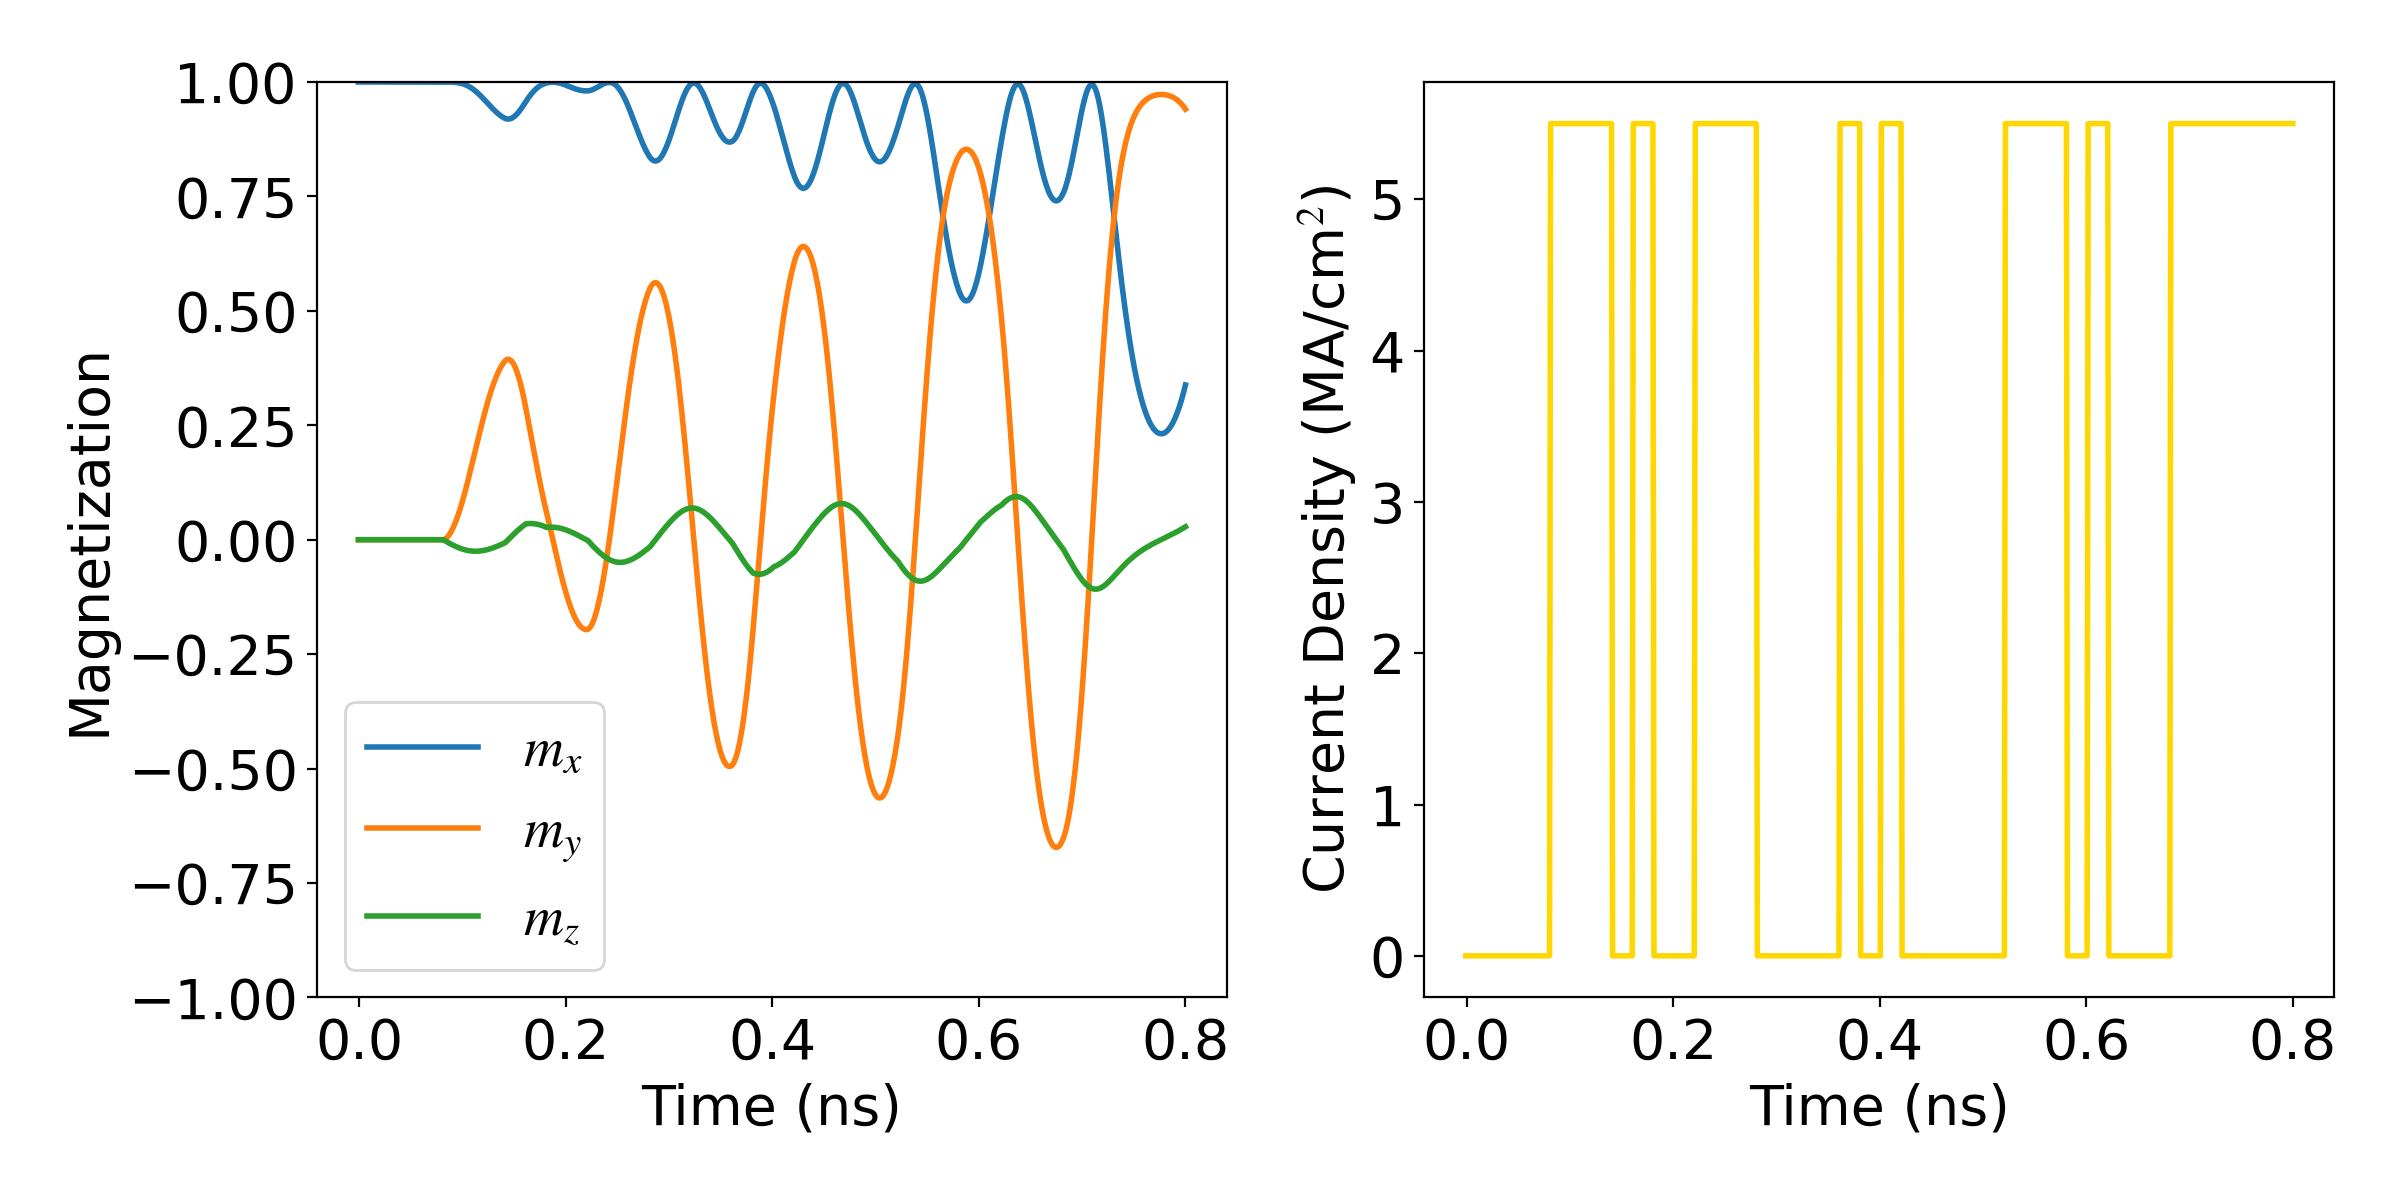 Magnetization
1.00
0.75
0.50
0.25
0.00
−0.25
−0.50
−0.75
−1.00
m_x
m_y
m_z
0.0 0.2 0.4 0.6 0.8
Time (ns)
Current Density (MA/cm²)
5
4
3
2
1
0
0.0 0.2 0.4 0.6 0.8
Time (ns)